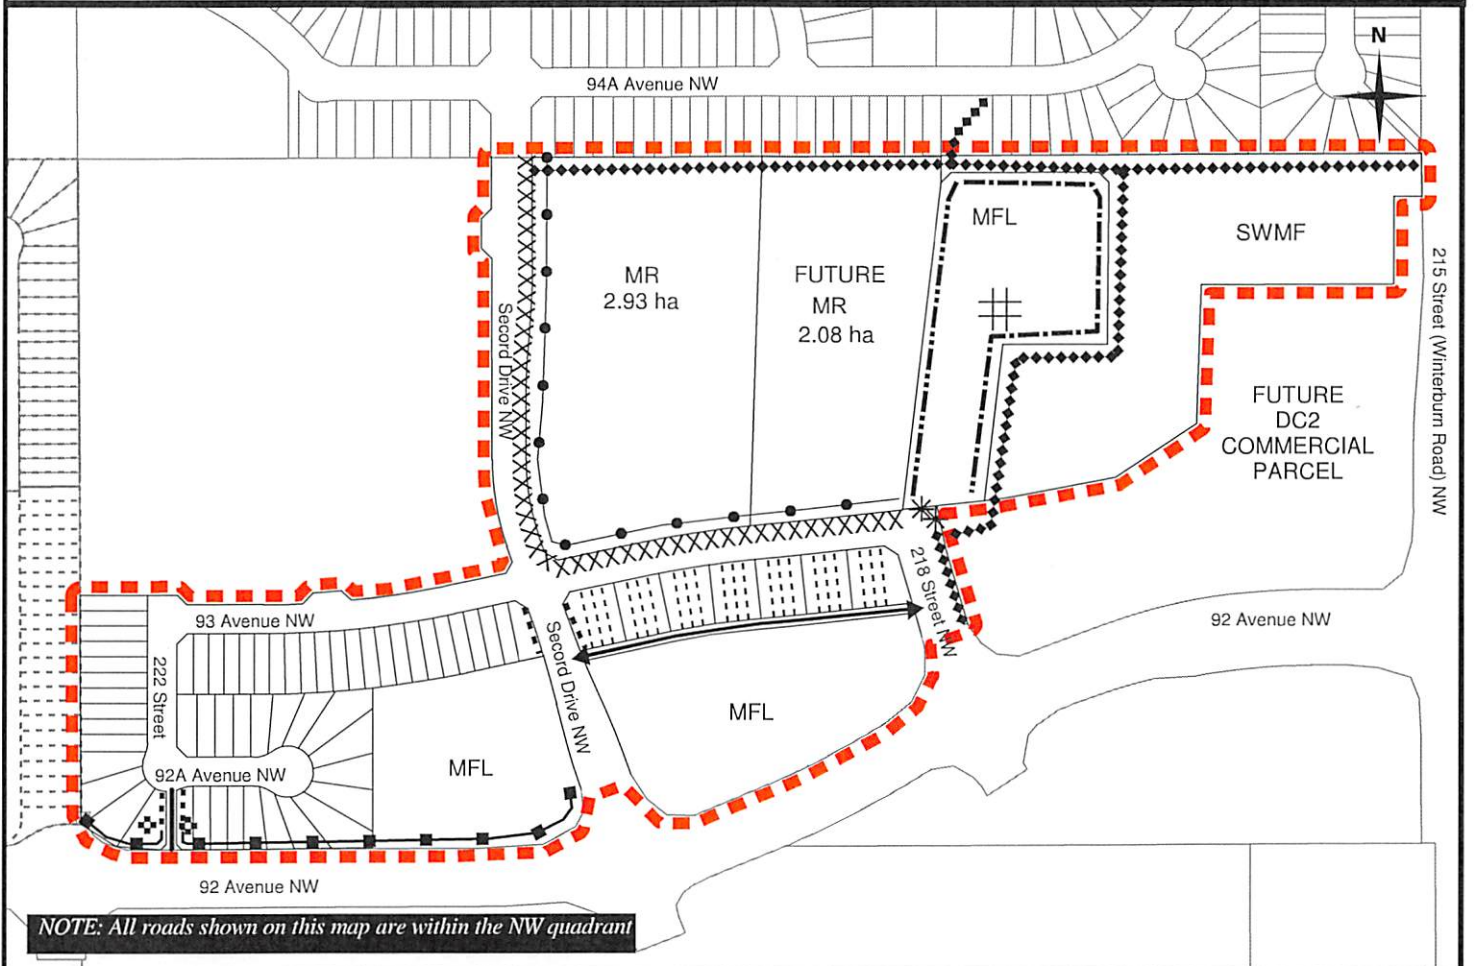 N
94A Avenue NW
MFL
SWMF
MR
2.93 ha
FUTURE
MR
2.08 ha
Secord Drive NW
215 Street (Winterburn Road) NW
FUTURE
DC2
COMMERCIAL
PARCEL
218 Street NW
93 Avenue NW
92 Avenue NW
Secord Drive NW
222 Street
MFL
MFL
92A Avenue NW
92 Avenue NW
NOTE: All roads shown on this map are within the NW quadrant